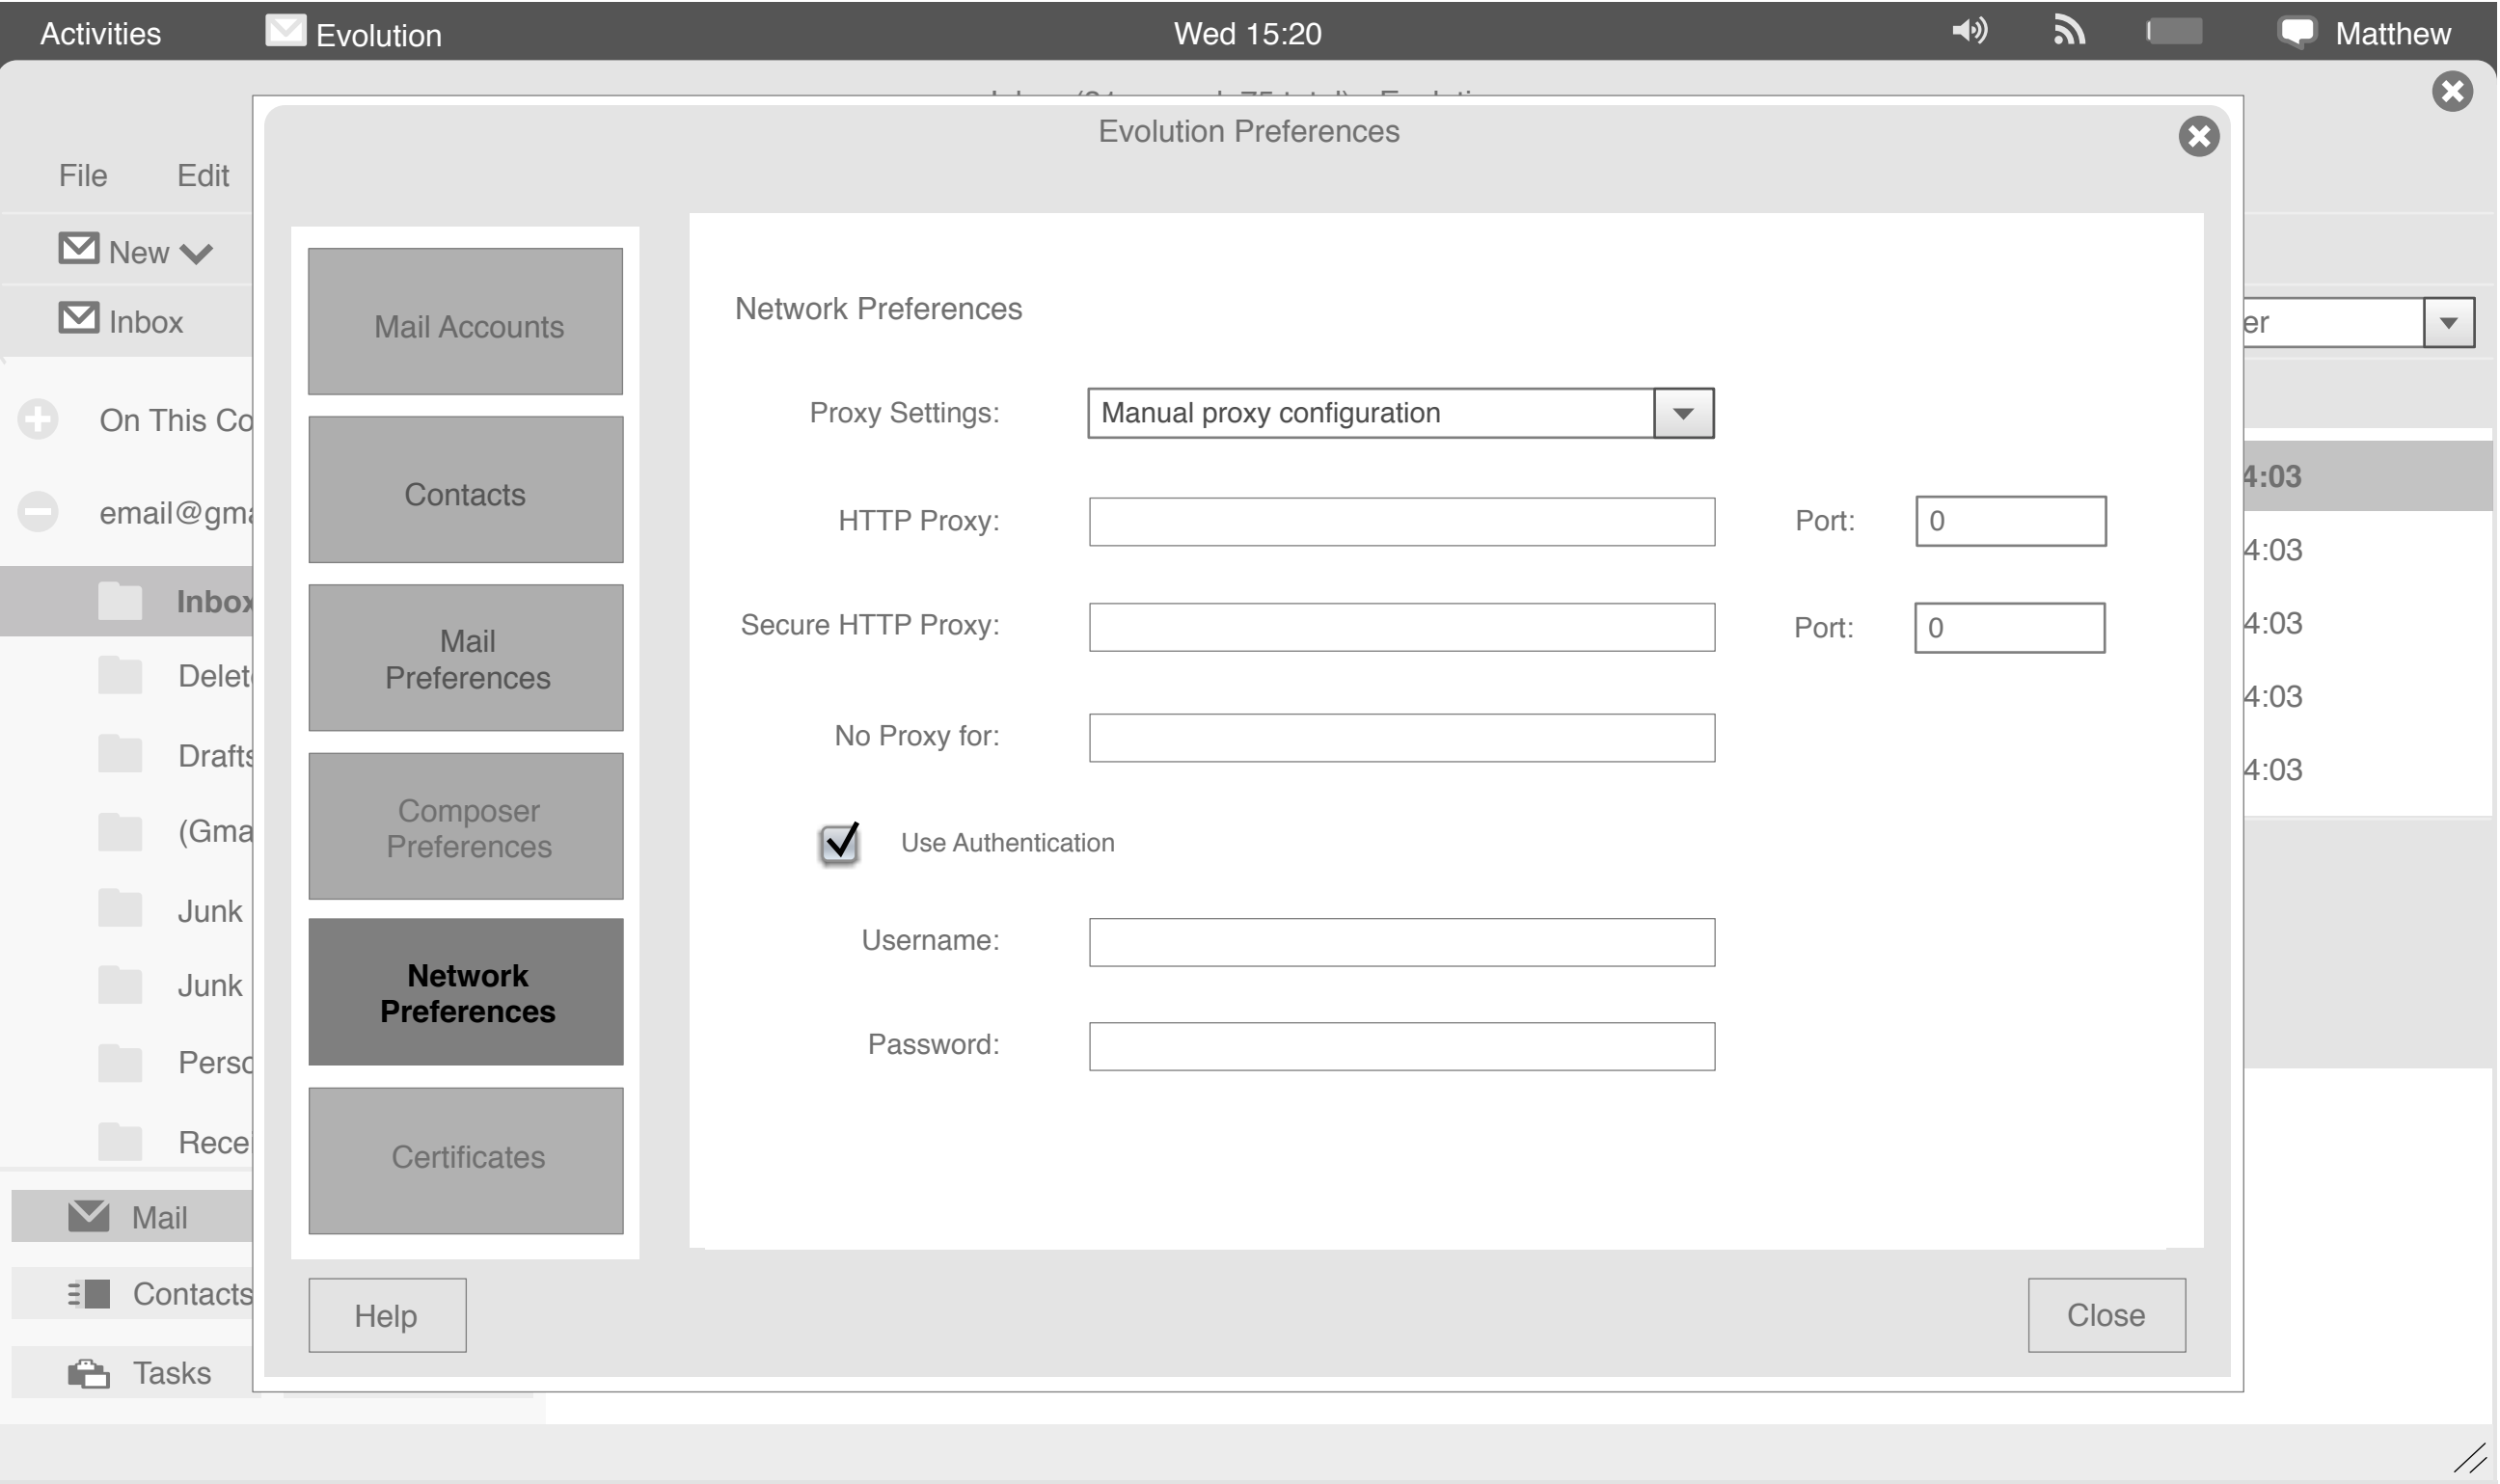 Activities
Evolution
Wed 15:20
Matthew
Evolution Preferences
File Edit
New
Inbox
On This Co
email@gma
Inbox
Delet
Drafts
(Gma
Junk
Junk
Perso
Recei
Mail
Contacts
Tasks
Mail Accounts
Contacts
Mail
Preferences
Composer
Preferences
Network
Preferences
Certificates
Network Preferences
Proxy Settings: Manual proxy configuration
HTTP Proxy: Port: 0
Secure HTTP Proxy: Port: 0
No Proxy for:
Use Authentication
Username:
Password:
Help
Close
er
4:03
4:03
4:03
4:03
4:03